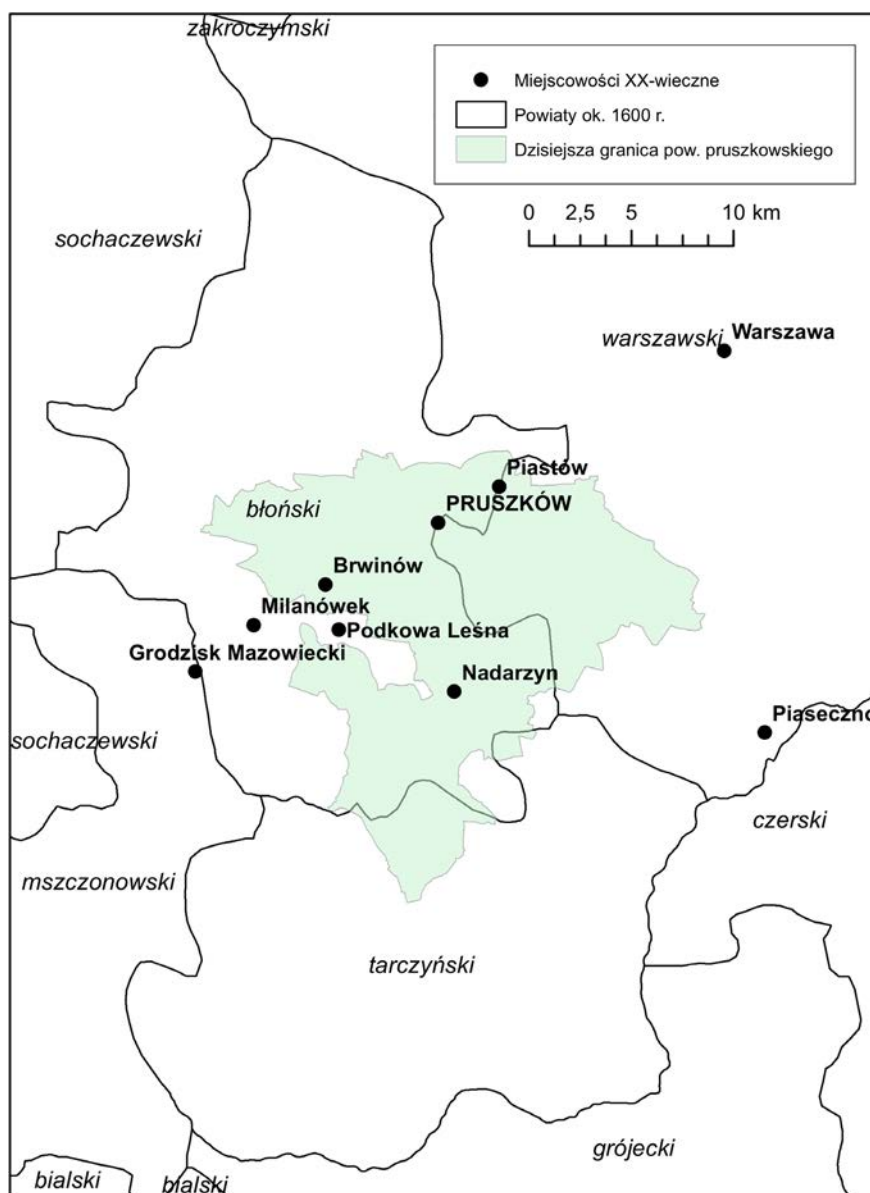 zakroczymski
Miejscowości XX-wieczne
Powiaty ok. 1600 r.
Dzisiejsza granica pow. pruszkowskiego
0 2,5 5 10 km
sochaczewski
warszawski
Warszawa
Piastów
PRUSZKÓW
błoński
Brwinów
Milanówek
Podkowa Leśna
Grodzisk Mazowiecki
Nadarzyn
Piaseczno
sochaczewski
czerski
mszczonowski
tarczyński
grójecki
bialski
bialski